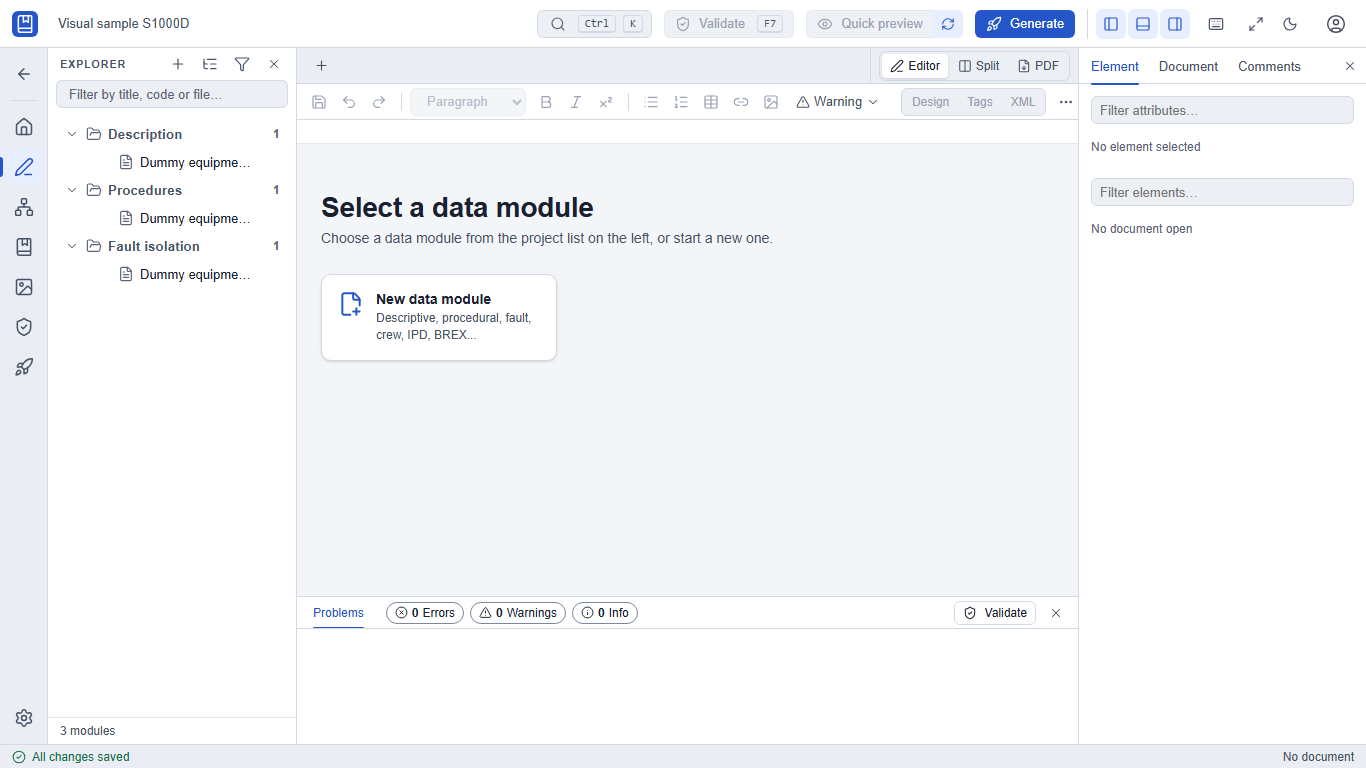 Visual sample S1000D
Ctrl K
Validate F7
Quick preview
Generate
EXPLORER
Filter by title, code or file…
Description 1
Dummy equipme…
Procedures 1
Dummy equipme…
Fault isolation 1
Dummy equipme…
3 modules
Editor Split PDF
Paragraph
Warning
Design Tags XML
Select a data module
Choose a data module from the project list on the left, or start a new one.
New data module
Descriptive, procedural, fault,
crew, IPD, BREX...
Problems 0 Errors 0 Warnings 0 Info Validate
Element Document Comments
Filter attributes…
No element selected
Filter elements…
No document open
All changes saved
No document